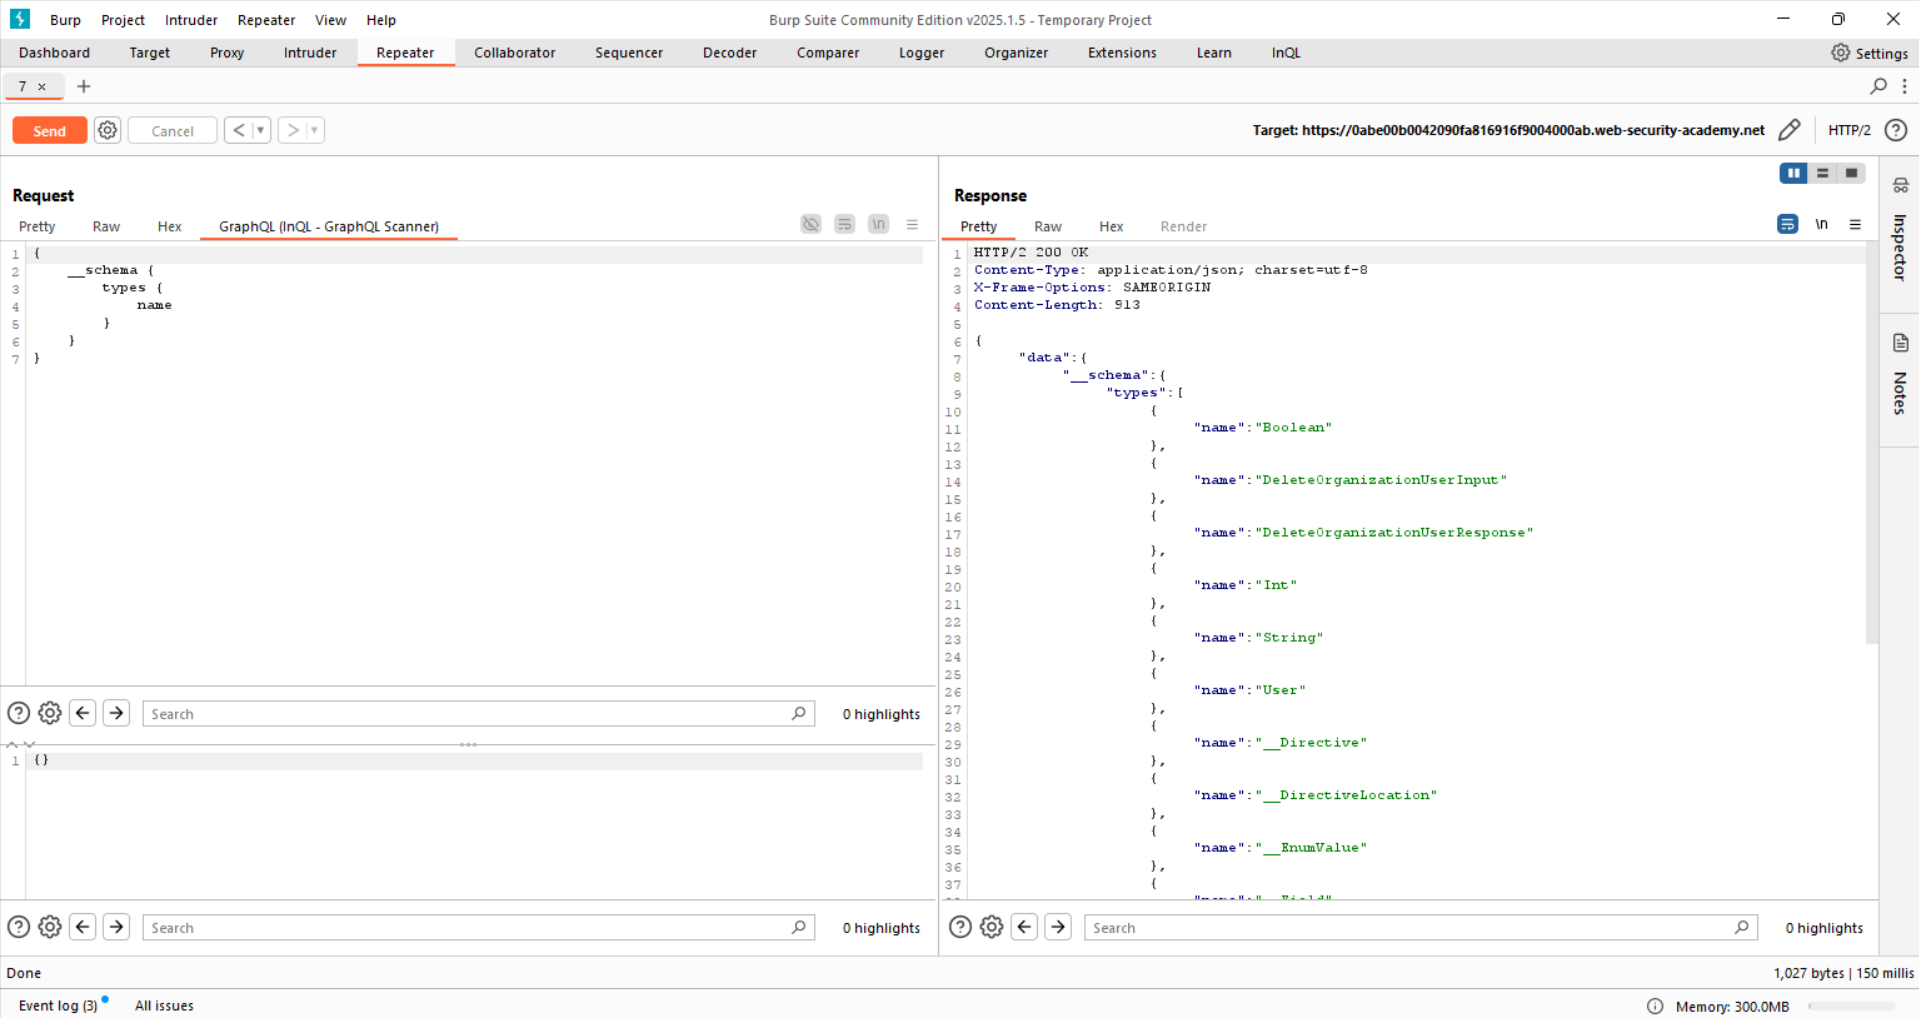 Burp Project Intruder Repeater View Help Burp Suite Community Edition v2025.1.5 - Temporary Project
Dashboard Target Proxy Intruder Repeater Collaborator Sequencer Decoder Comparer Logger Organizer Extensions Learn InQL Settings
7 × +
Send Cancel < > Target: https://0abe00b0042090fa816916f9004000ab.web-security-academy.net HTTP/2
Request
Pretty Raw Hex GraphQL (InQL - GraphQL Scanner) \n
1 {
2 __schema {
3 types {
4 name
5 }
6 }
7 }
Search 0 highlights
1 {}
Search 0 highlights
Response
Pretty Raw Hex Render \n
1 HTTP/2 200 OK
2 Content-Type: application/json; charset=utf-8
3 X-Frame-Options: SAMEORIGIN
4 Content-Length: 913
5
6 {
7 "data":{
8 "__schema":{
9 "types":[
10 {
11 "name":"Boolean"
12 },
13 {
14 "name":"DeleteOrganizationUserInput"
15 },
16 {
17 "name":"DeleteOrganizationUserResponse"
18 },
19 {
20 "name":"Int"
21 },
22 {
23 "name":"String"
24 },
25 {
26 "name":"User"
27 },
28 {
29 "name":"__Directive"
30 },
31 {
32 "name":"__DirectiveLocation"
33 },
34 {
35 "name":"__EnumValue"
36 },
37 {
Search 0 highlights
Inspector
Notes
Done 1,027 bytes | 150 millis
Event log (3) All issues Memory: 300.0MB